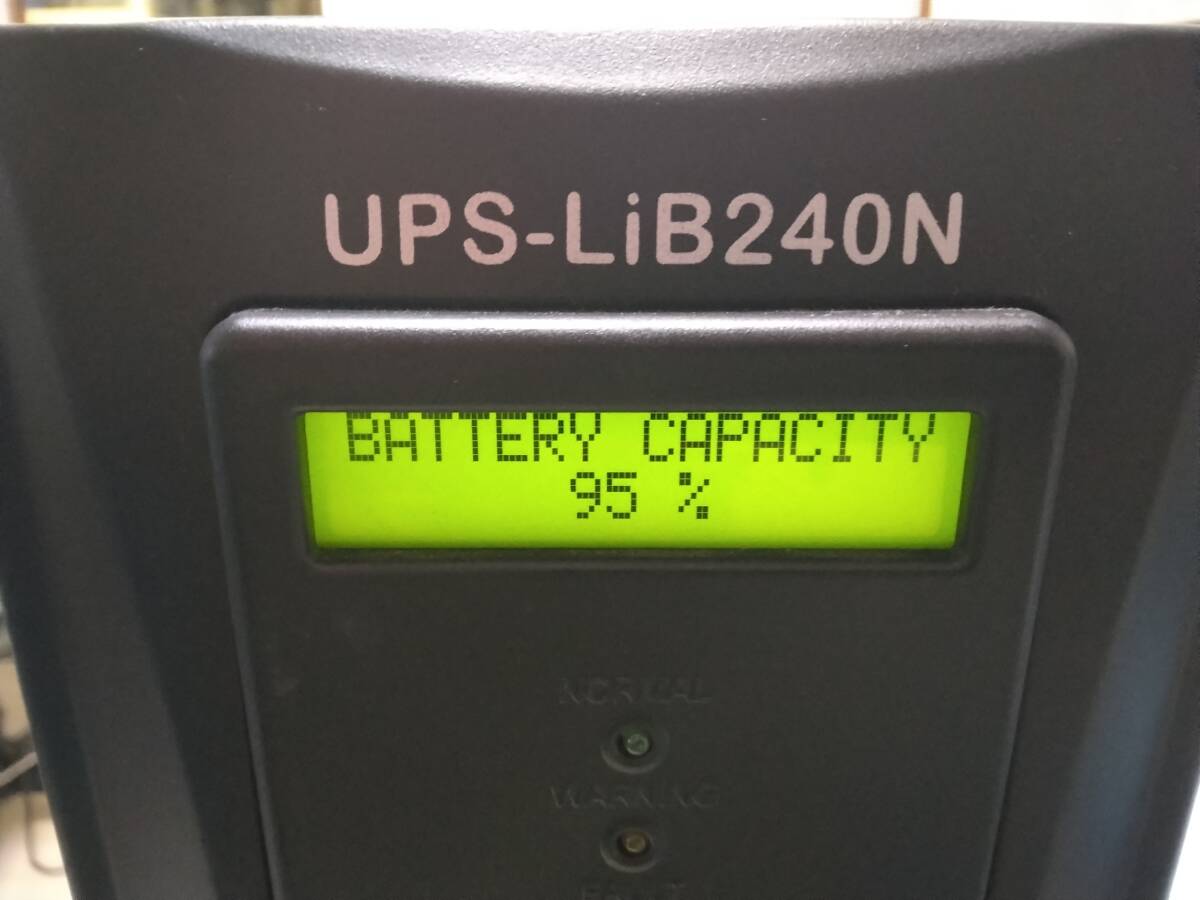 UPS-LiB240N
BATTERY CAPACITY
95 %
NORMAL
WARNING